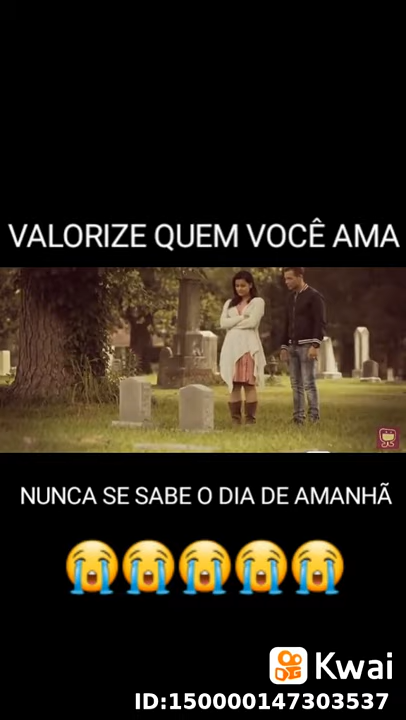 VALORIZE QUEM VOCÊ AMA
NUNCA SE SABE O DIA DE AMANHÃ
Kwai
ID:150000147303537